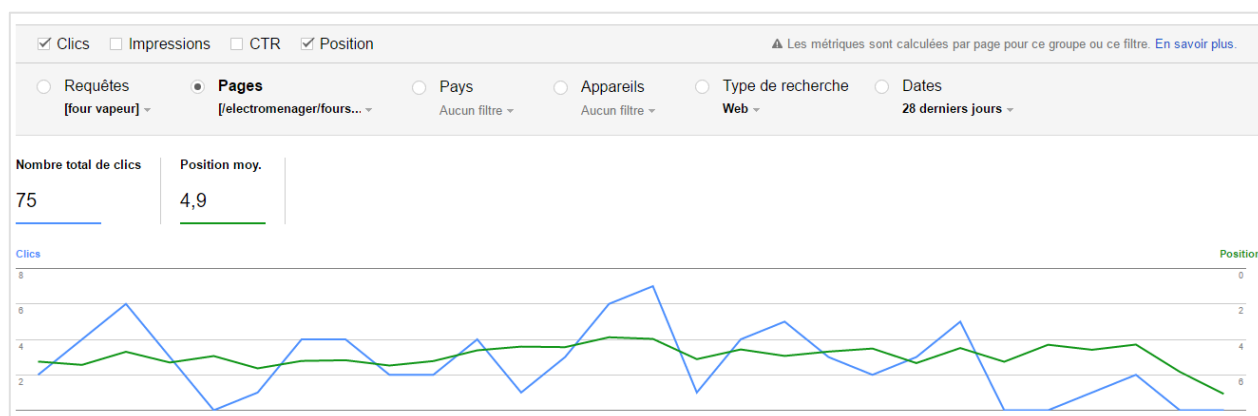 Clics Impressions CTR Position Les métriques sont calculées par page pour ce groupe ou ce filtre. En savoir plus.
Requêtes Pages Pays Appareils Type de recherche Dates
[four vapeur] [/electromenager/fours... Aucun filtre Aucun filtre Web 28 derniers jours
Nombre total de clics Position moy.
75 4,9
Clics Position
8 0
6 2
4 4
2 6